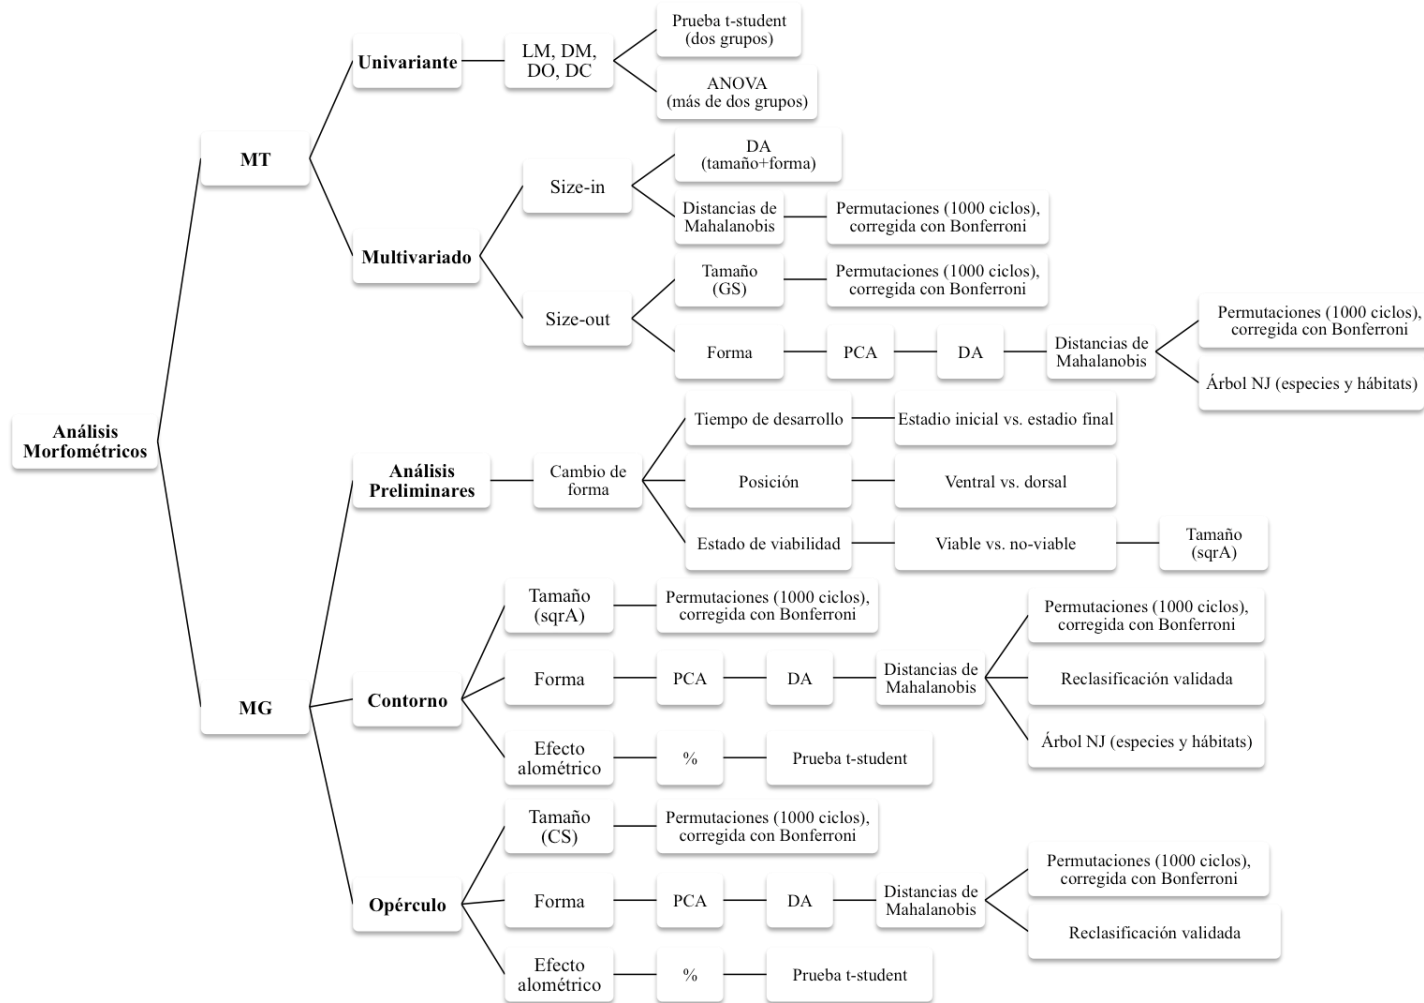 Análisis
Morfométricos
MT
Univariante
LM, DM,
DO, DC
Prueba t-student
(dos grupos)
ANOVA
(más de dos grupos)
Multivariado
Size-in
DA
(tamaño+forma)
Distancias de
Mahalanobis
Permutaciones (1000 ciclos),
corregida con Bonferroni
Size-out
Tamaño
(GS)
Permutaciones (1000 ciclos),
corregida con Bonferroni
Forma
PCA
DA
Distancias de
Mahalanobis
Permutaciones (1000 ciclos),
corregida con Bonferroni
Árbol NJ (especies y hábitats)
MG
Análisis
Preliminares
Cambio de
forma
Tiempo de desarrollo
Estadio inicial vs. estadio final
Posición
Ventral vs. dorsal
Estado de viabilidad
Viable vs. no-viable
Tamaño
(sqrA)
Contorno
Tamaño
(sqrA)
Permutaciones (1000 ciclos),
corregida con Bonferroni
Forma
PCA
DA
Distancias de
Mahalanobis
Permutaciones (1000 ciclos),
corregida con Bonferroni
Reclasificación validada
Árbol NJ (especies y hábitats)
Efecto
alométrico
%
Prueba t-student
Opérculo
Tamaño
(CS)
Permutaciones (1000 ciclos),
corregida con Bonferroni
Forma
PCA
DA
Distancias de
Mahalanobis
Permutaciones (1000 ciclos),
corregida con Bonferroni
Reclasificación validada
Efecto
alométrico
%
Prueba t-student